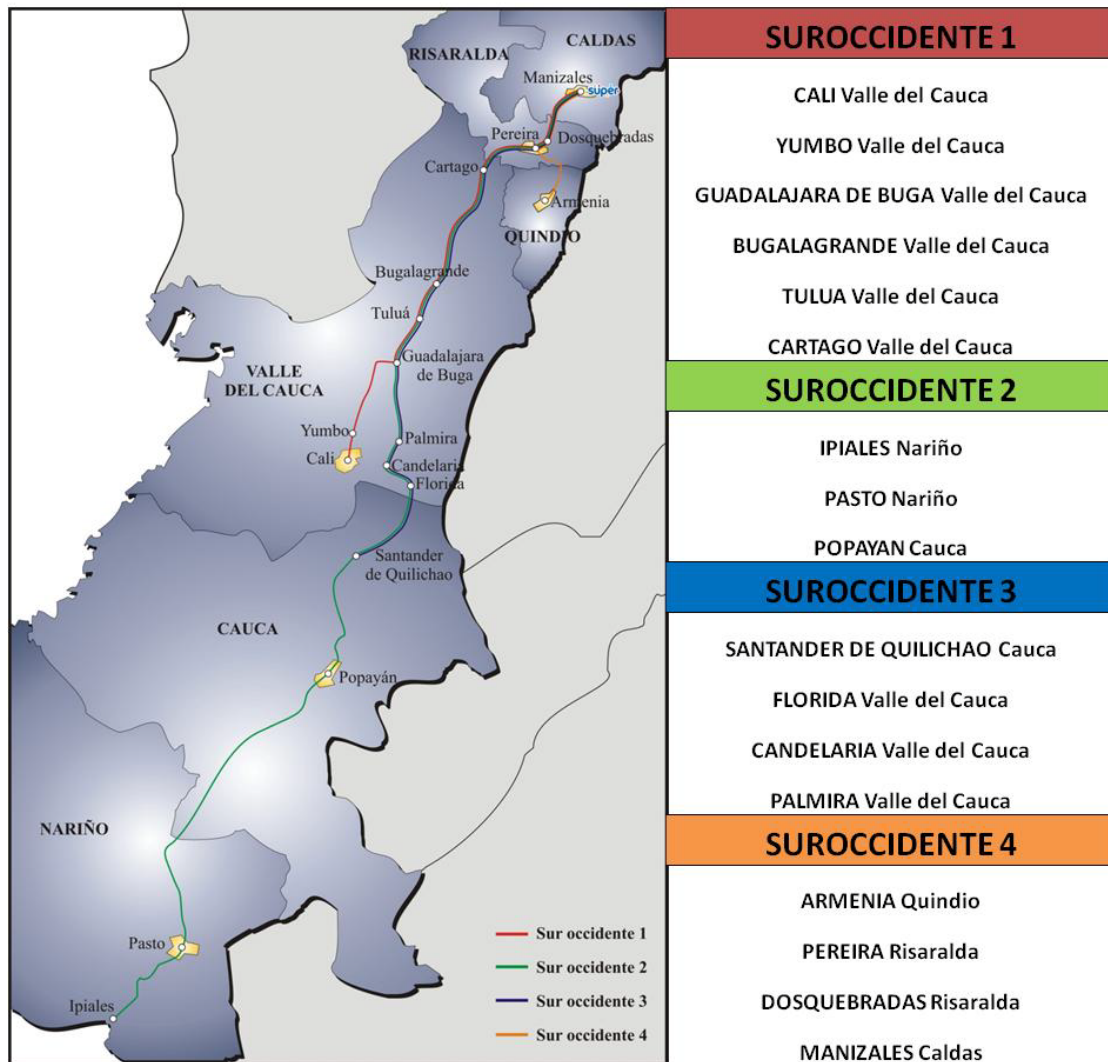 RISARALDA
CALDAS
Manizales
súper
Pereira
Dosquebradas
Cartago
Armenia
QUINDIO
Bugalagrande
Tuluá
Guadalajara
de Buga
VALLE
DEL CAUCA
Yumbo
Palmira
Cali
Candelaria
Florida
Santander
de Quilichao
CAUCA
Popayán
NARIÑO
Pasto
Ipiales
Sur occidente 1
Sur occidente 2
Sur occidente 3
Sur occidente 4
SUROCCIDENTE 1
CALI Valle del Cauca
YUMBO Valle del Cauca
GUADALAJARA DE BUGA Valle del Cauca
BUGALAGRANDE Valle del Cauca
TULUA Valle del Cauca
CARTAGO Valle del Cauca
SUROCCIDENTE 2
IPIALES Nariño
PASTO Nariño
POPAYAN Cauca
SUROCCIDENTE 3
SANTANDER DE QUILICHAO Cauca
FLORIDA Valle del Cauca
CANDELARIA Valle del Cauca
PALMIRA Valle del Cauca
SUROCCIDENTE 4
ARMENIA Quindio
PEREIRA Risaralda
DOSQUEBRADAS Risaralda
MANIZALES Caldas